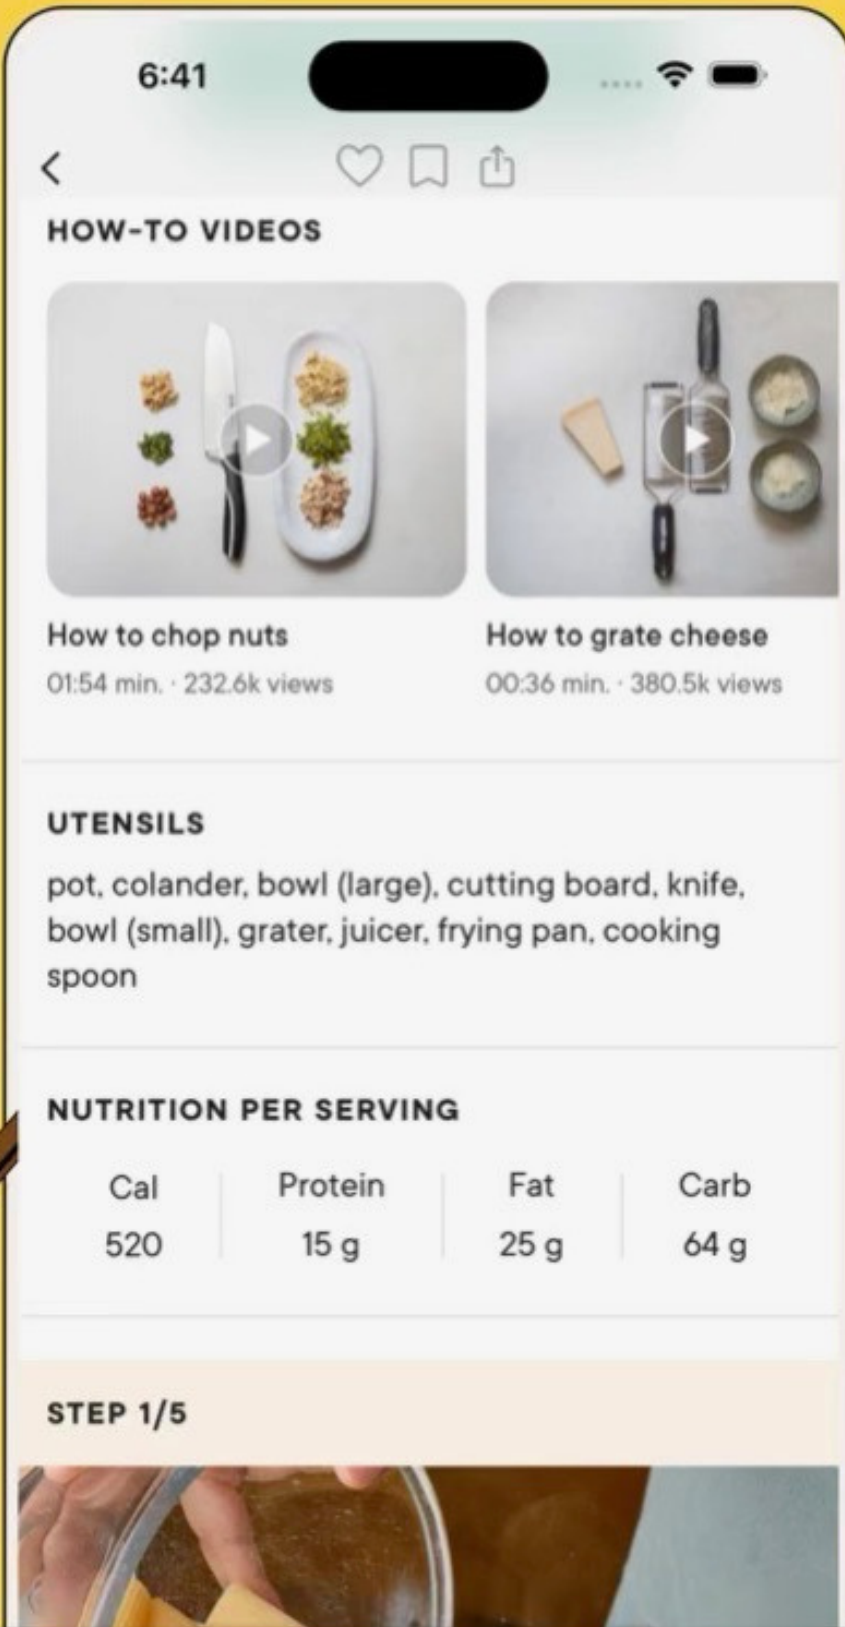 6:41
HOW-TO VIDEOS
How to chop nuts
01:54 min. · 232.6k views
How to grate cheese
00:36 min. · 380.5k views
UTENSILS
pot, colander, bowl (large), cutting board, knife,
bowl (small), grater, juicer, frying pan, cooking
spoon
NUTRITION PER SERVING
Cal Protein Fat Carb
520 15 g 25 g 64 g
STEP 1/5